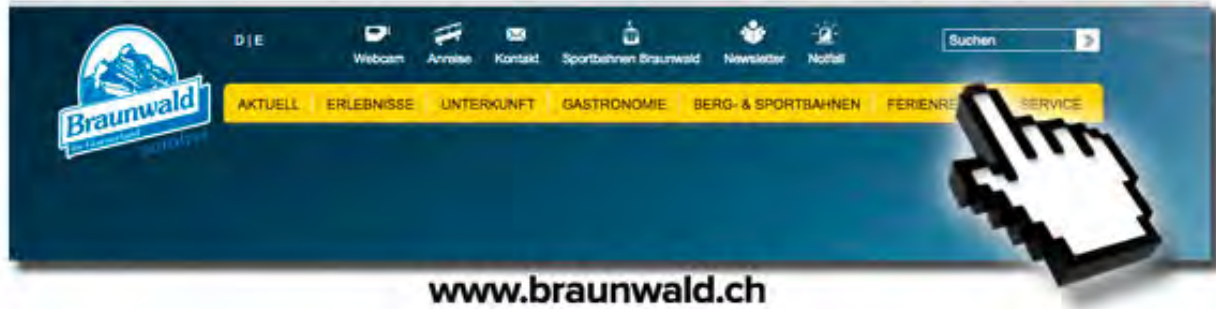 D|E
Webcam Anreise Kontakt Sportbahnen Braunwald Newsletter Notfall
Suchen
Braunwald
AKTUELL ERLEBNISSE UNTERKUNFT GASTRONOMIE BERG- & SPORTBAHNEN FERIENRE SERVICE
www.braunwald.ch